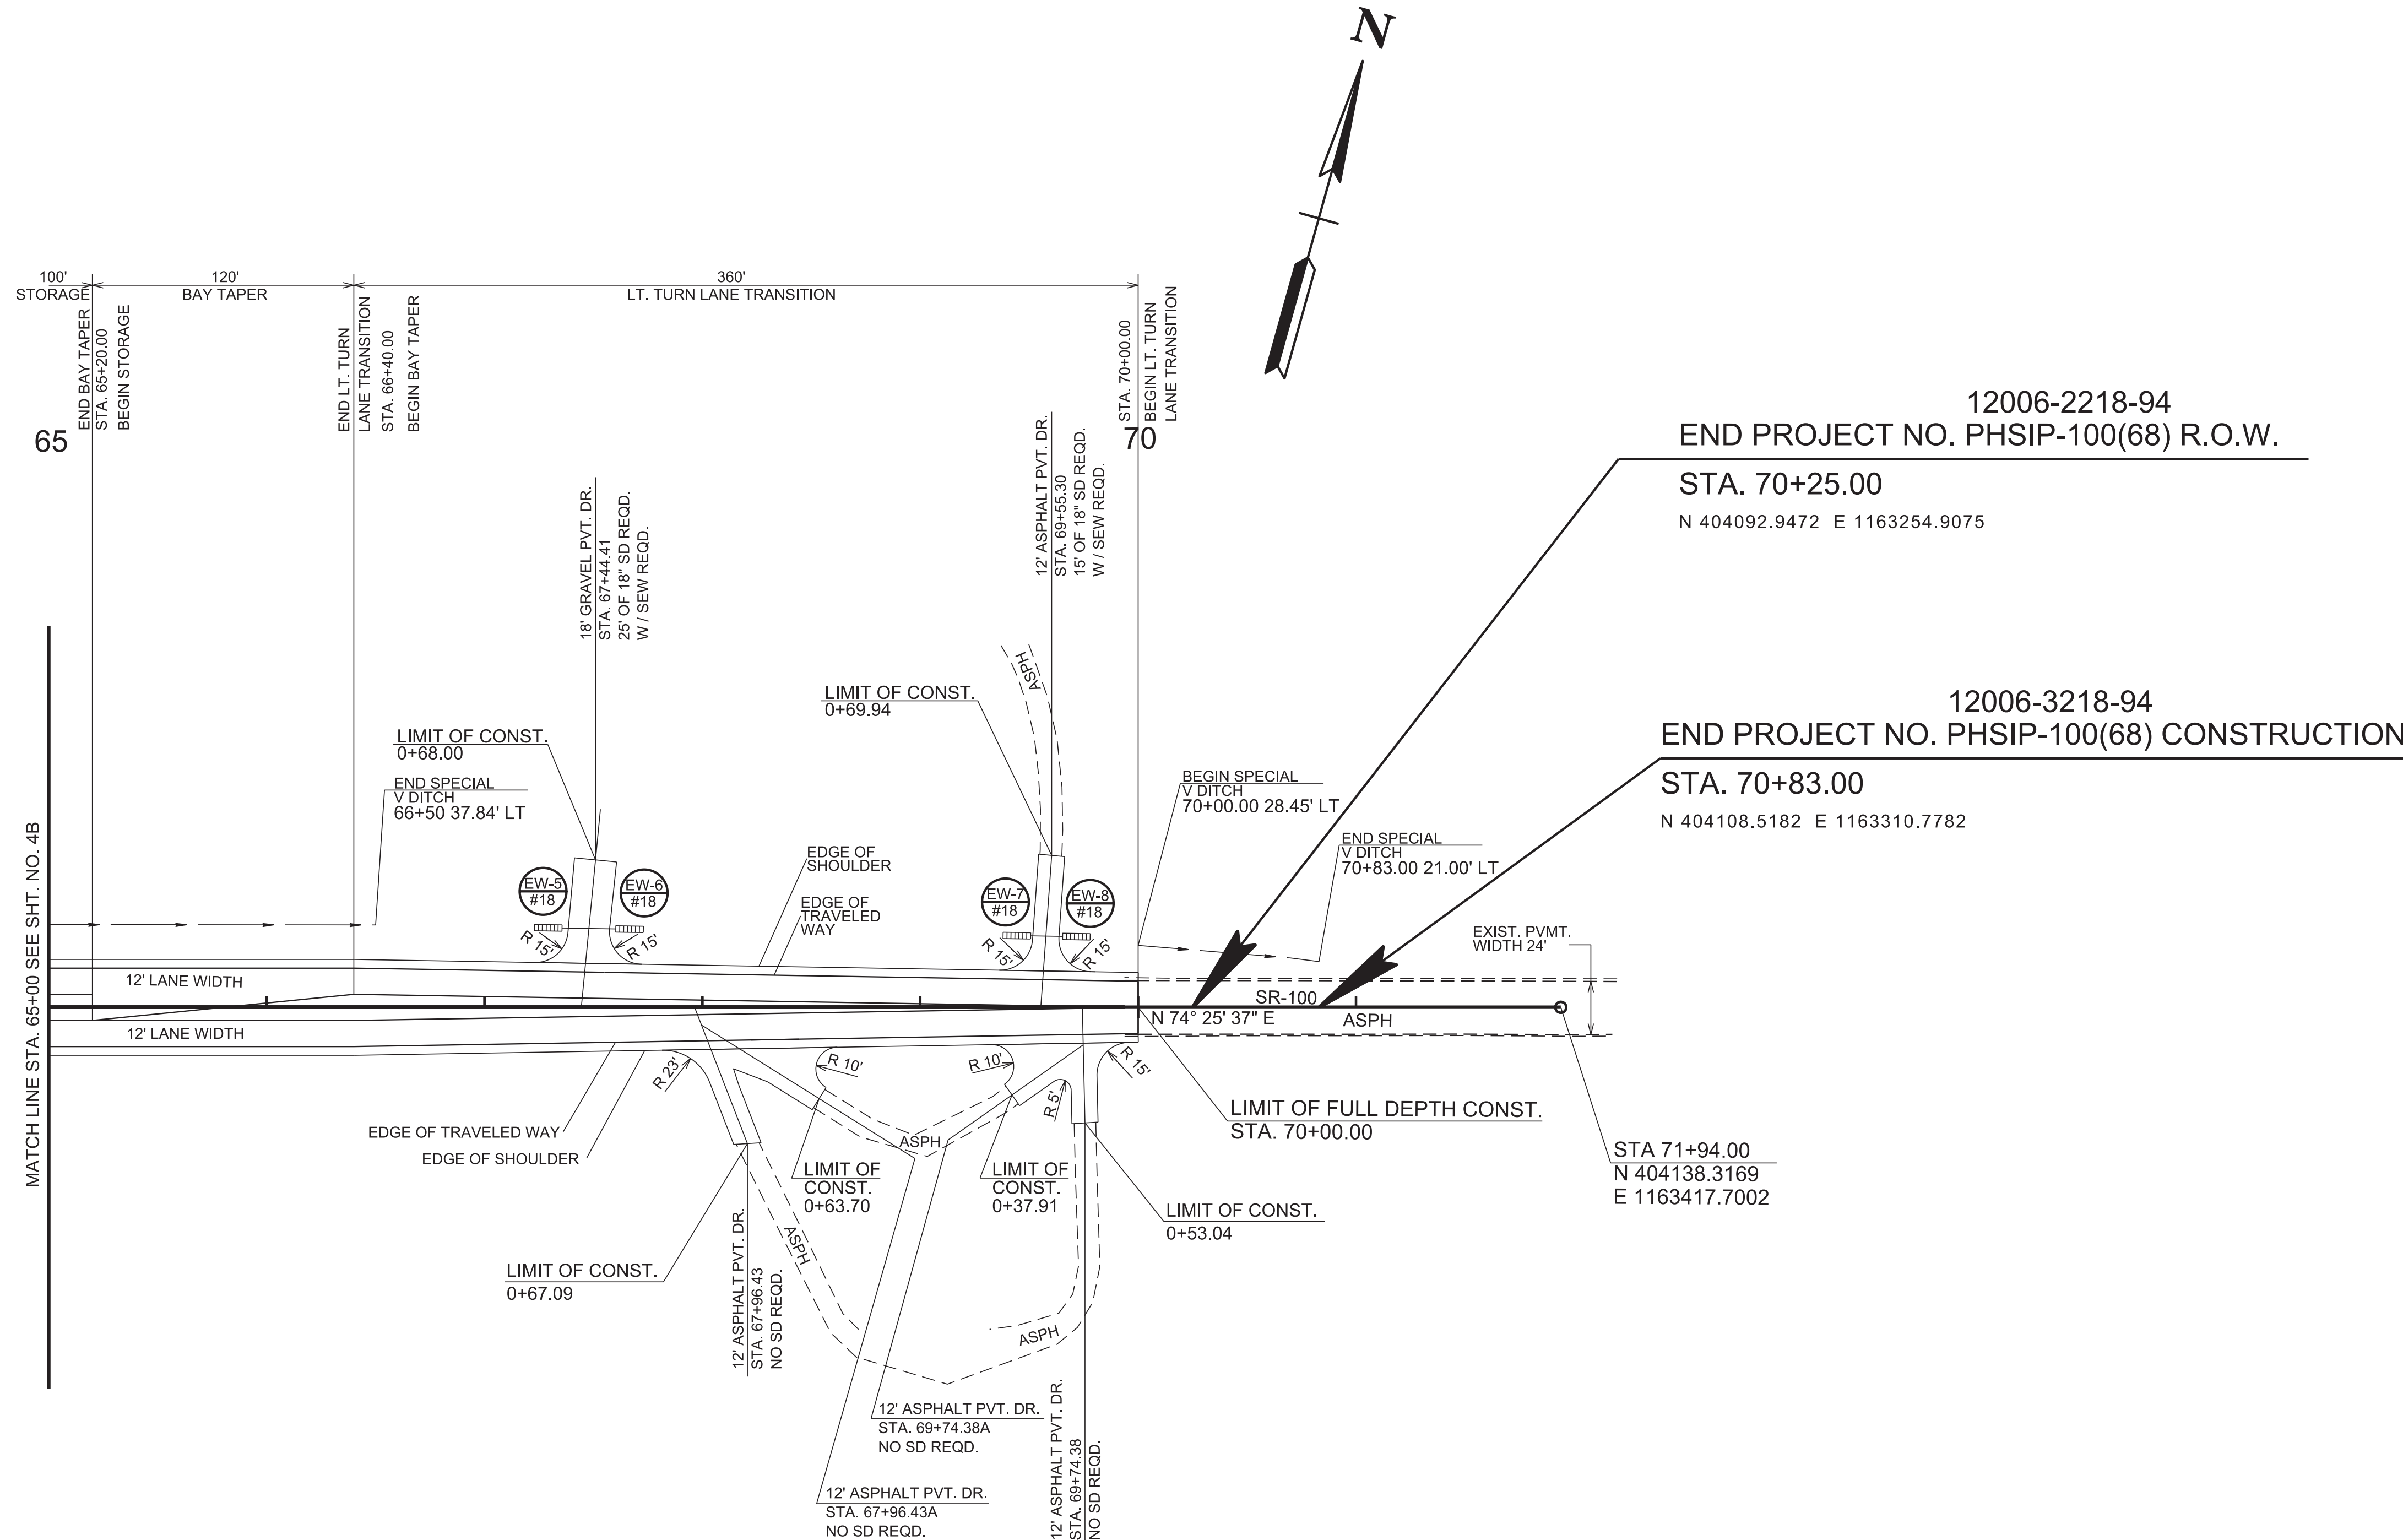 N
100'
STORAGE
120'
BAY TAPER
360'
LT. TURN LANE TRANSITION
END BAY TAPER
STA. 65+20.00
BEGIN STORAGE
END LT. TURN
LANE TRANSITION
STA. 66+40.00
BEGIN BAY TAPER
STA. 70+00.00
BEGIN LT. TURN
LANE TRANSITION
65
70
12006-2218-94
END PROJECT NO. PHSIP-100(68) R.O.W.
STA. 70+25.00
N 404092.9472 E 1163254.9075
18' GRAVEL PVT. DR.
STA. 67+44.41
25' OF 18" SD REQD.
W / SEW REQD.
12' ASPHALT PVT. DR.
STA. 69+55.30
15' OF 18" SD REQD.
W / SEW REQD.
12006-3218-94
END PROJECT NO. PHSIP-100(68) CONSTRUCTION
STA. 70+83.00
N 404108.5182 E 1163310.7782
ASPH
LIMIT OF CONST.
0+69.94
LIMIT OF CONST.
0+68.00
END SPECIAL
V DITCH
66+50 37.84' LT
BEGIN SPECIAL
V DITCH
70+00.00 28.45' LT
END SPECIAL
V DITCH
70+83.00 21.00' LT
EDGE OF
SHOULDER
EDGE OF
TRAVELED
WAY
EW-5
#18
EW-6
#18
EW-7
#18
EW-8
#18
R 15'
R 15'
R 15'
R 15'
EXIST. PVMT.
WIDTH 24'
MATCH LINE STA. 65+00 SEE SHT. NO. 4B
12' LANE WIDTH
12' LANE WIDTH
SR-100
N 74° 25' 37" E
ASPH
R 23'
R 10'
R 10'
R 5'
R 15'
EDGE OF TRAVELED WAY
EDGE OF SHOULDER
ASPH
LIMIT OF FULL DEPTH CONST.
STA. 70+00.00
STA 71+94.00
N 404138.3169
E 1163417.7002
LIMIT OF
CONST.
0+63.70
LIMIT OF
CONST.
0+37.91
LIMIT OF CONST.
0+53.04
LIMIT OF CONST.
0+67.09
12' ASPHALT PVT. DR.
STA. 67+96.43
NO SD REQD.
ASPH
ASPH
12' ASPHALT PVT. DR.
STA. 69+74.38A
NO SD REQD.
12' ASPHALT PVT. DR.
STA. 67+96.43A
NO SD REQD.
12' ASPHALT PVT. DR.
STA. 69+74.38
NO SD REQD.